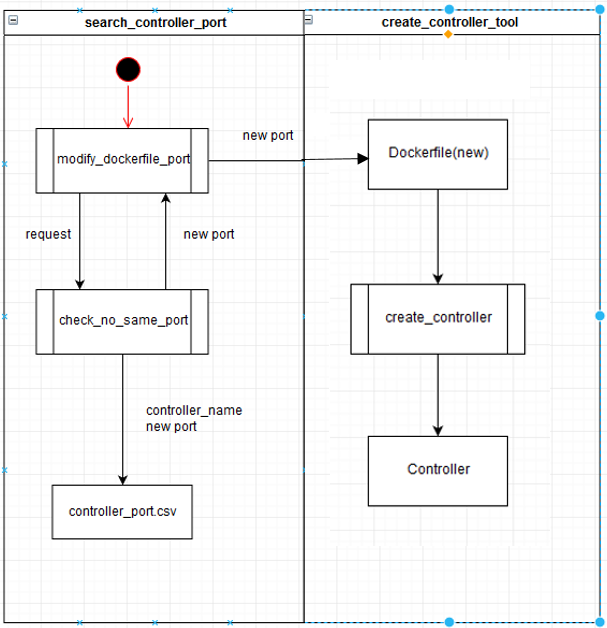 search_controller_port
create_controller_tool
new port
modify_dockerfile_port
Dockerfile(new)
request
new port
check_no_same_port
create_controller
controller_name
new port
Controller
controller_port.csv